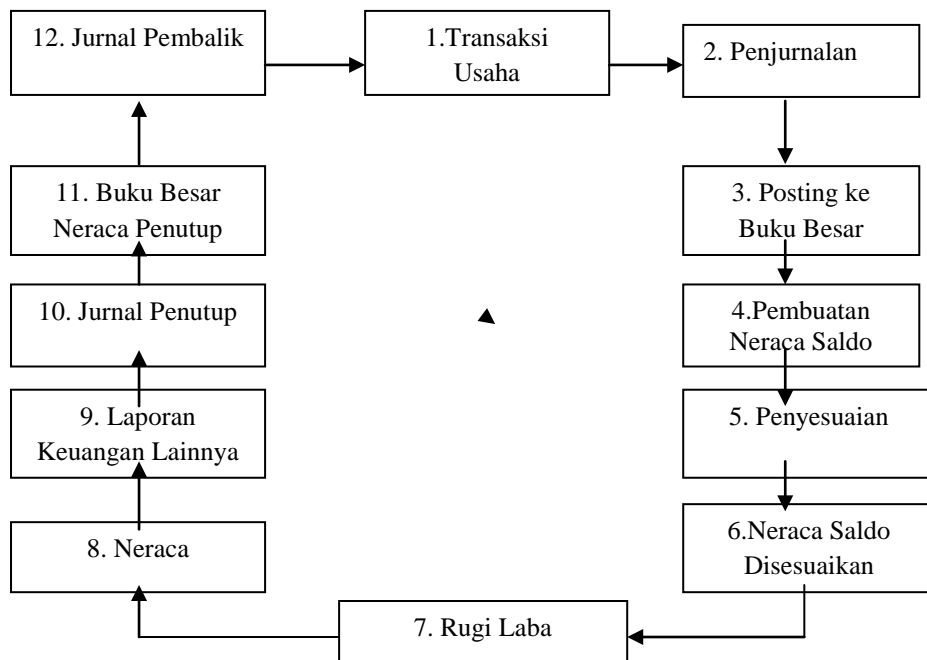 12. Jurnal Pembalik
1.Transaksi
Usaha
2. Penjurnalan
11. Buku Besar
Neraca Penutup
3. Posting ke
Buku Besar
10. Jurnal Penutup
4.Pembuatan
Neraca Saldo
9. Laporan
Keuangan Lainnya
5. Penyesuaian
8. Neraca
6.Neraca Saldo
Disesuaikan
7. Rugi Laba